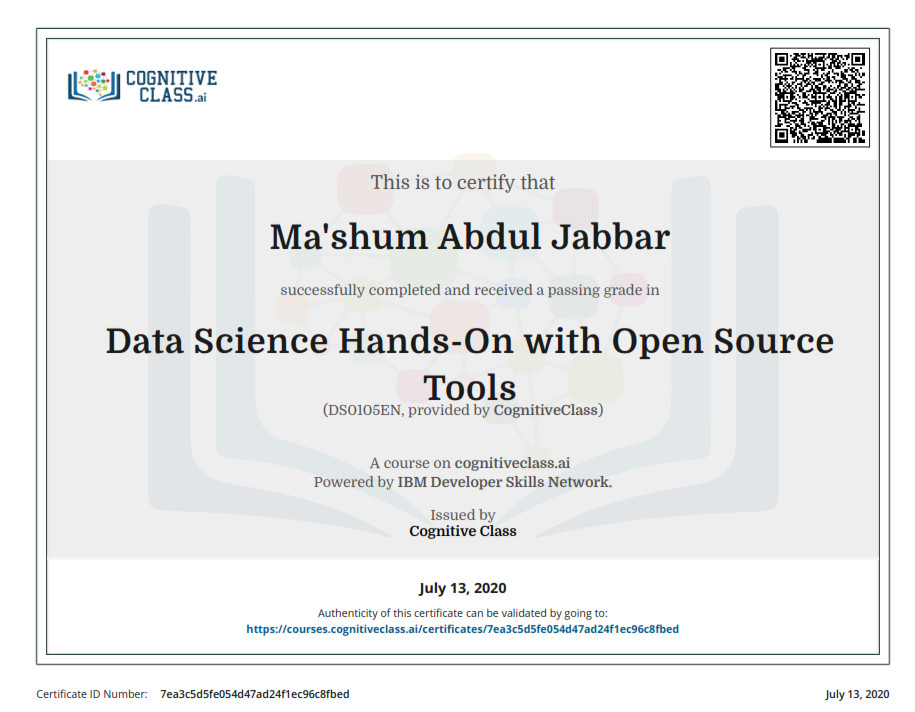 COGNITIVE
CLASS.ai
This is to certify that
Ma'shum Abdul Jabbar
successfully completed and received a passing grade in
Data Science Hands-On with Open Source
Tools
(DS0105EN, provided by CognitiveClass)
A course on cognitiveclass.ai
Powered by IBM Developer Skills Network.
Issued by
Cognitive Class
July 13, 2020
Authenticity of this certificate can be validated by going to:
https://courses.cognitiveclass.ai/certificates/7ea3c5d5fe054d47ad24f1ec96c8fbed
Certificate ID Number: 7ea3c5d5fe054d47ad24f1ec96c8fbed July 13, 2020